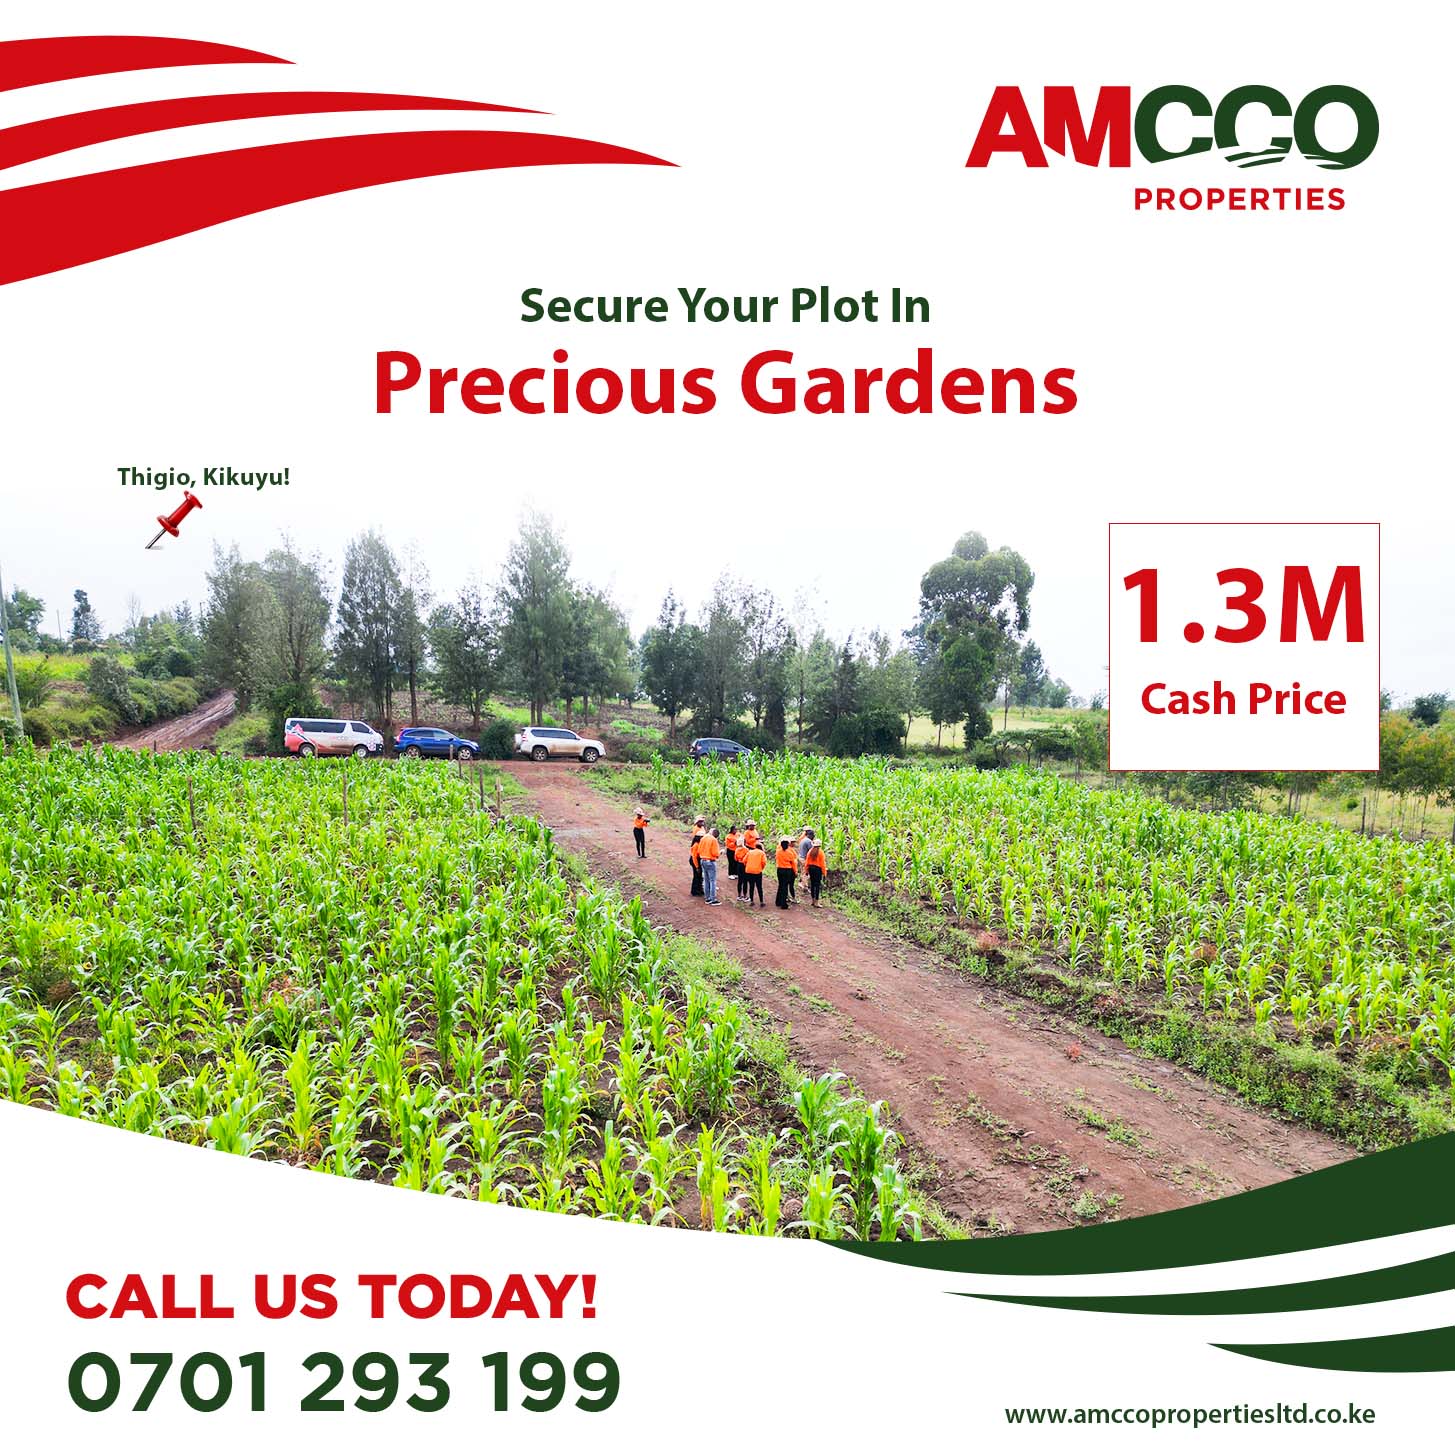 AMCCO
PROPERTIES
Secure Your Plot In
Precious Gardens
Thigio, Kikuyu!
1.3M
Cash Price
CALL US TODAY!
0701 293 199
www.amccopropertiesltd.co.ke